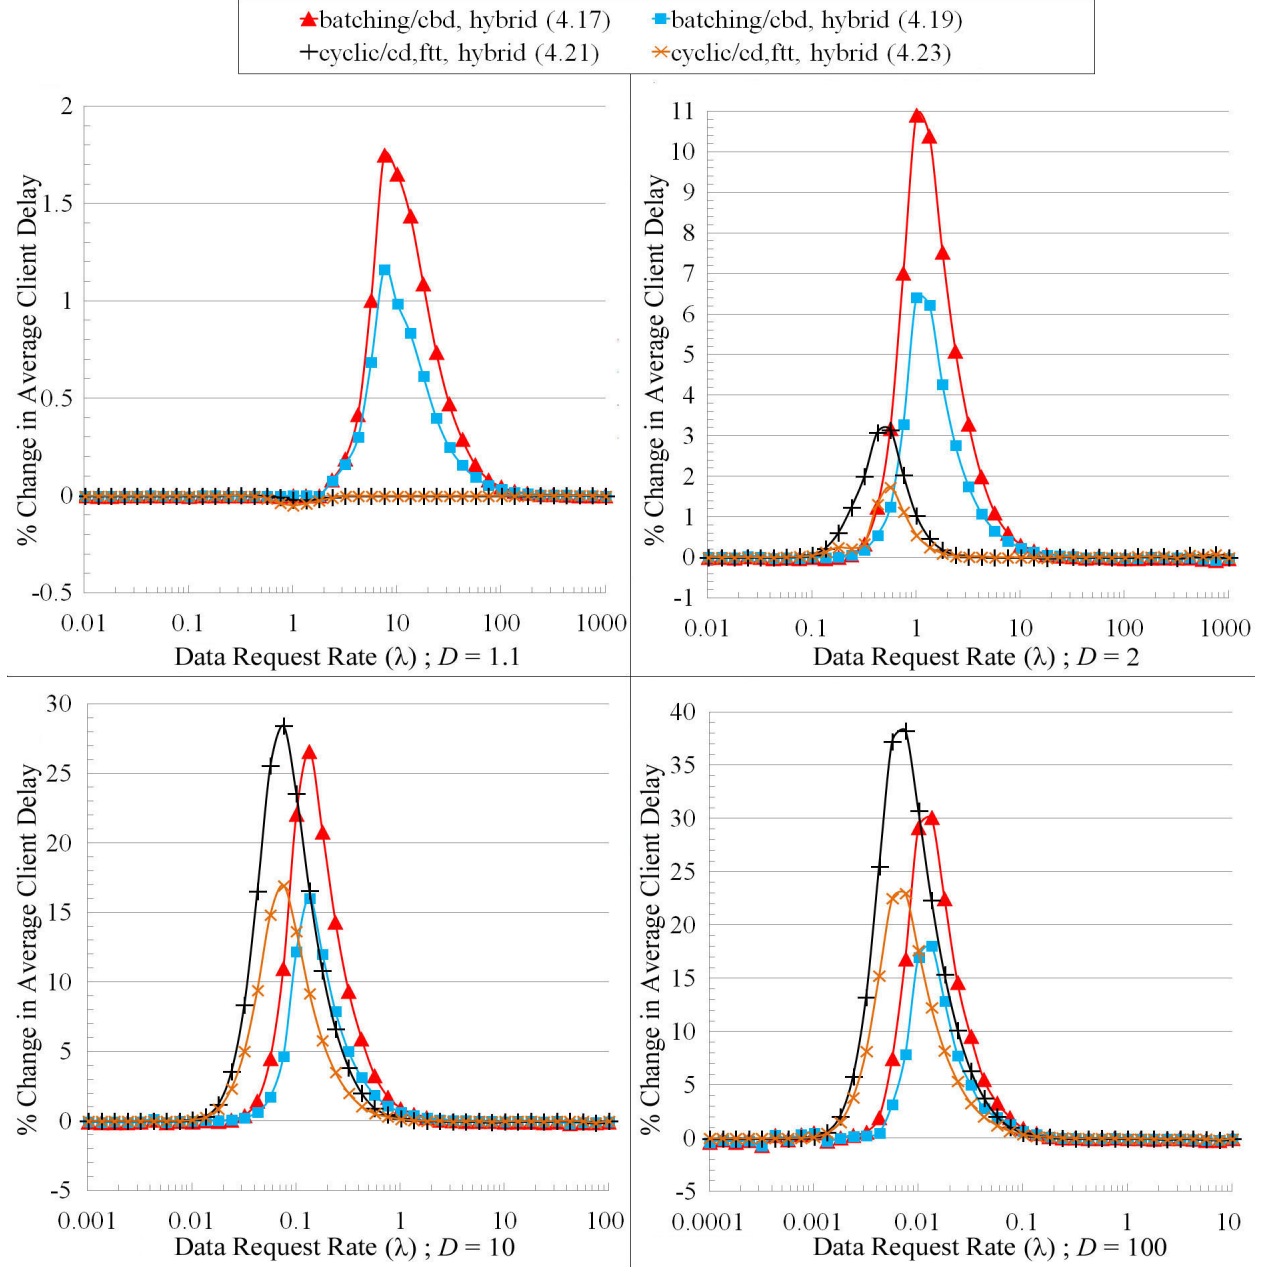 batching/cbd, hybrid (4.17) batching/cbd, hybrid (4.19)
cyclic/cd,ftt, hybrid (4.21) cyclic/cd,ftt, hybrid (4.23)
% Change in Average Client Delay
2
1.5
1
0.5
0
-0.5
0.01 0.1 1 10 100 1000
Data Request Rate (λ) ; D = 1.1
% Change in Average Client Delay
11
10
9
8
7
6
5
4
3
2
1
0
-1
0.01 0.1 1 10 100 1000
Data Request Rate (λ) ; D = 2
% Change in Average Client Delay
30
25
20
15
10
5
0
-5
0.001 0.01 0.1 1 10 100
Data Request Rate (λ) ; D = 10
% Change in Average Client Delay
40
35
30
25
20
15
10
5
0
-5
0.0001 0.001 0.01 0.1 1 10
Data Request Rate (λ) ; D = 100